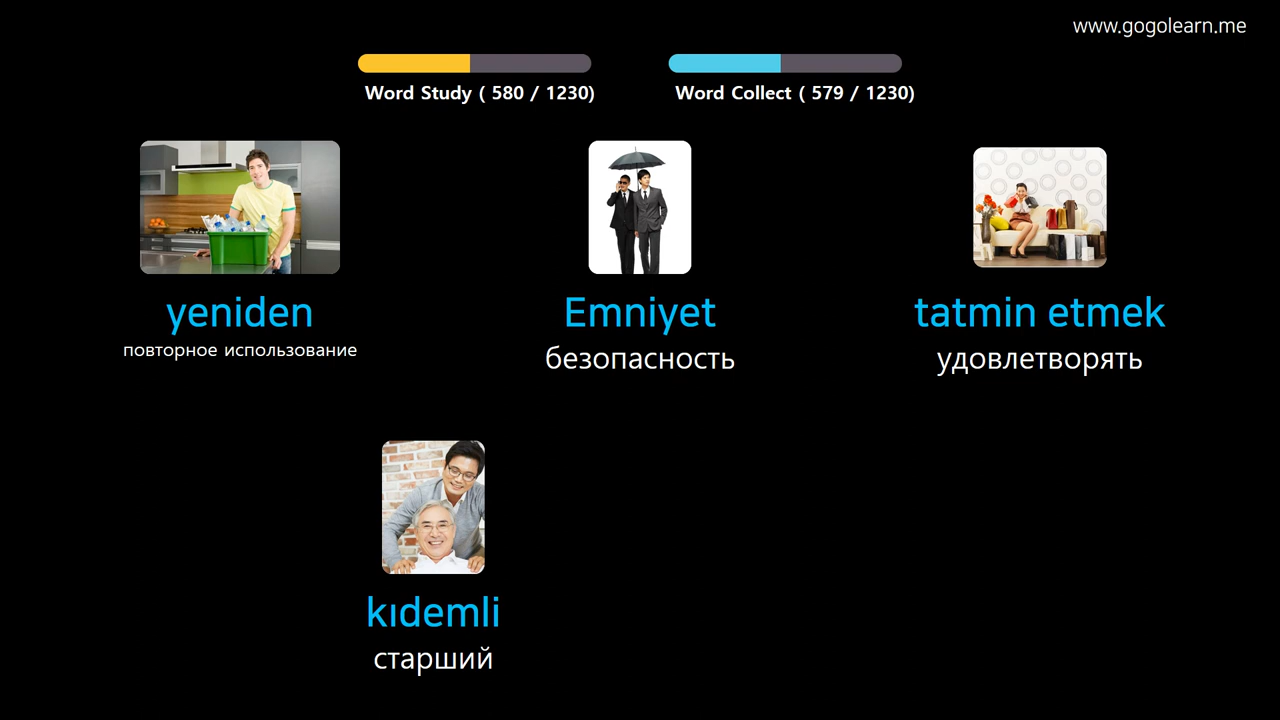 www.gogolearn.me
Word Study ( 580 / 1230)
Word Collect ( 579 / 1230)
yeniden
повторное использование
Emniyet
безопасность
tatmin etmek
удовлетворять
kıdemli
старший